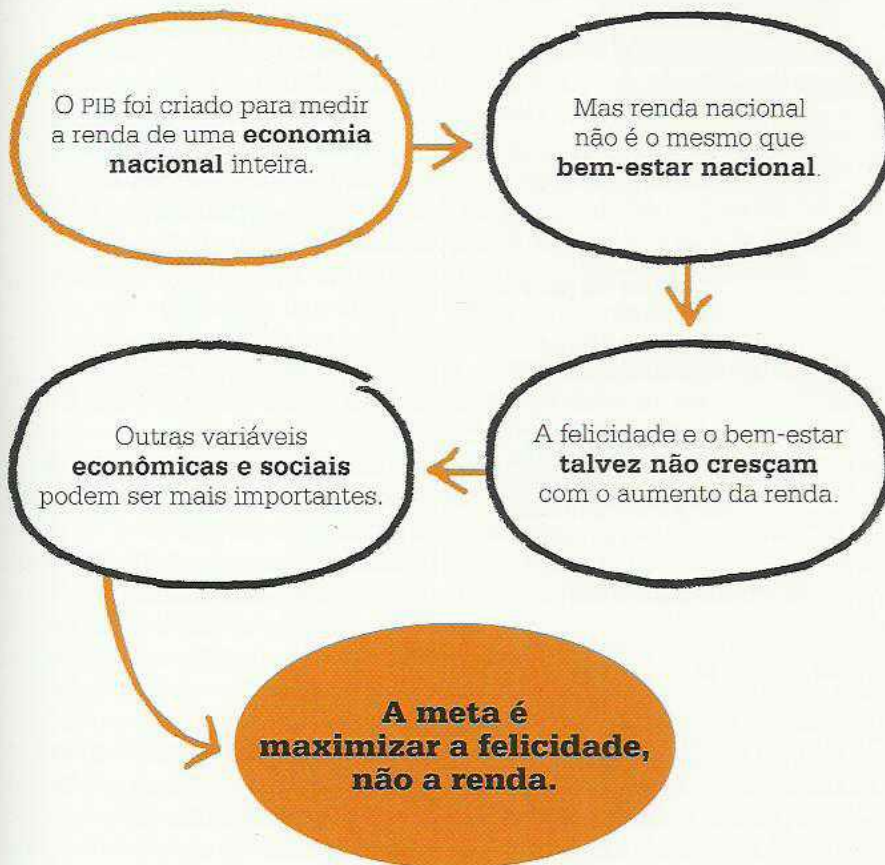 O PIB foi criado para medir
a renda de uma economia
nacional inteira.
Mas renda nacional
não é o mesmo que
bem-estar nacional.
A felicidade e o bem-estar
talvez não cresçam
com o aumento da renda.
Outras variáveis
econômicas e sociais
podem ser mais importantes.
A meta é
maximizar a felicidade,
não a renda.